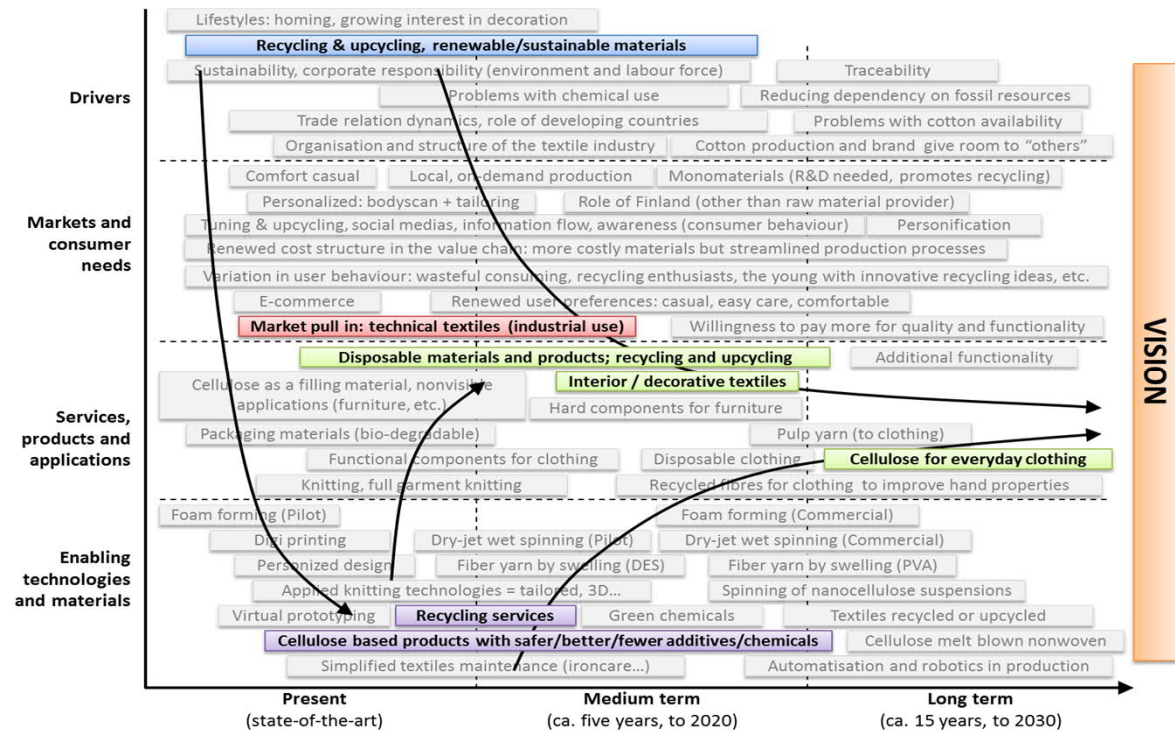 Lifestyles: homing, growing interest in decoration
Recycling & upcycling, renewable/sustainable materials
Sustainability, corporate responsibility (environment and labour force)
Traceability
Drivers
Problems with chemical use
Reducing dependency on fossil resources
Trade relation dynamics, role of developing countries
Problems with cotton availability
Organisation and structure of the textile industry
Cotton production and brand give room to “others”
Comfort casual
Local, on-demand production
Monomaterials (R&D needed, promotes recycling)
Personalized: bodyscan + tailoring
Role of Finland (other than raw material provider)
Markets and
consumer
needs
Tuning & upcycling, social medias, information flow, awareness (consumer behaviour)
Personification
Renewed cost structure in the value chain: more costly materials but streamlined production processes
Variation in user behaviour: wasteful consuming, recycling enthusiasts, the young with innovative recycling ideas, etc.
E-commerce
Renewed user preferences: casual, easy care, comfortable
Market pull in: technical textiles (industrial use)
Willingness to pay more for quality and functionality
Disposable materials and products; recycling and upcycling
Additional functionality
Interior / decorative textiles
Cellulose as a filling material, nonvisible
applications (furniture, etc.)
Hard components for furniture
Services,
products and
applications
Packaging materials (bio-degradable)
Pulp yarn (to clothing)
Functional components for clothing
Disposable clothing
Cellulose for everyday clothing
Knitting, full garment knitting
Recycled fibres for clothing to improve hand properties
Foam forming (Pilot)
Foam forming (Commercial)
Digi printing
Dry-jet wet spinning (Pilot)
Dry-jet wet spinning (Commercial)
Enabling
technologies
and materials
Personized design
Fiber yarn by swelling (DES)
Fiber yarn by swelling (PVA)
Applied knitting technologies = tailored, 3D...
Spinning of nanocellulose suspensions
Virtual prototyping
Recycling services
Green chemicals
Textiles recycled or upcycled
Cellulose based products with safer/better/fewer additives/chemicals
Cellulose melt blown nonwoven
Simplified textiles maintenance (ironcare...)
Automatisation and robotics in production
VISION
Present
(state-of-the-art)
Medium term
(ca. five years, to 2020)
Long term
(ca. 15 years, to 2030)